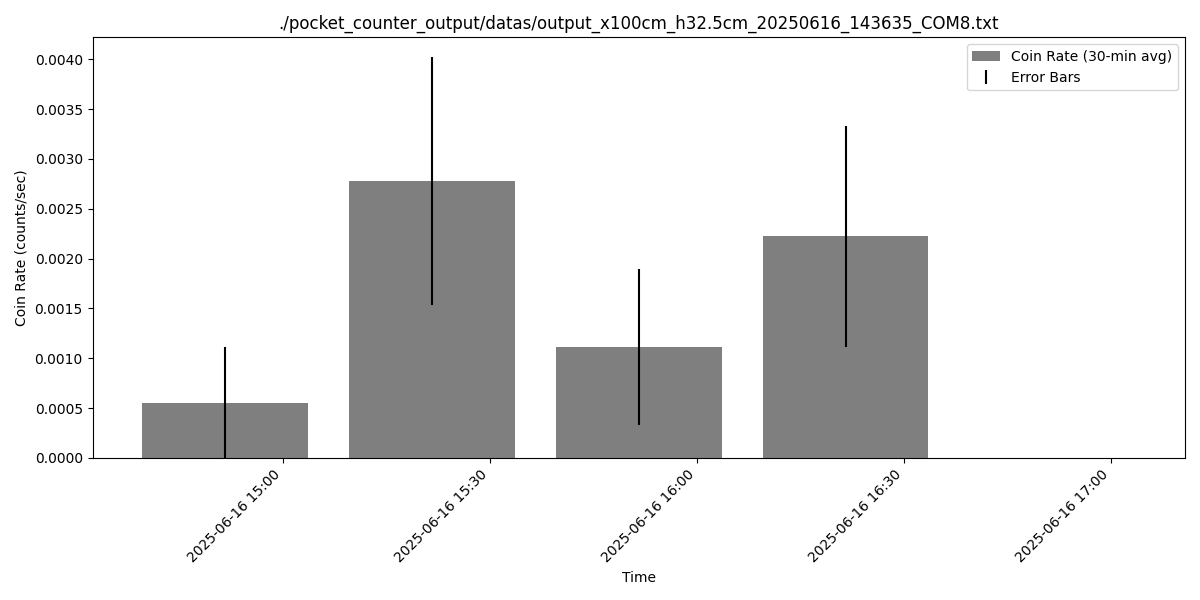 ./pocket_counter_output/datas/output_x100cm_h32.5cm_20250616_143635_COM8.txt
Coin Rate (30-min avg)
Error Bars
Coin Rate (counts/sec)
0.0040
0.0035
0.0030
0.0025
0.0020
0.0015
0.0010
0.0005
0.0000
2025-06-16 15:00
2025-06-16 15:30
2025-06-16 16:00
2025-06-16 16:30
2025-06-16 17:00
Time